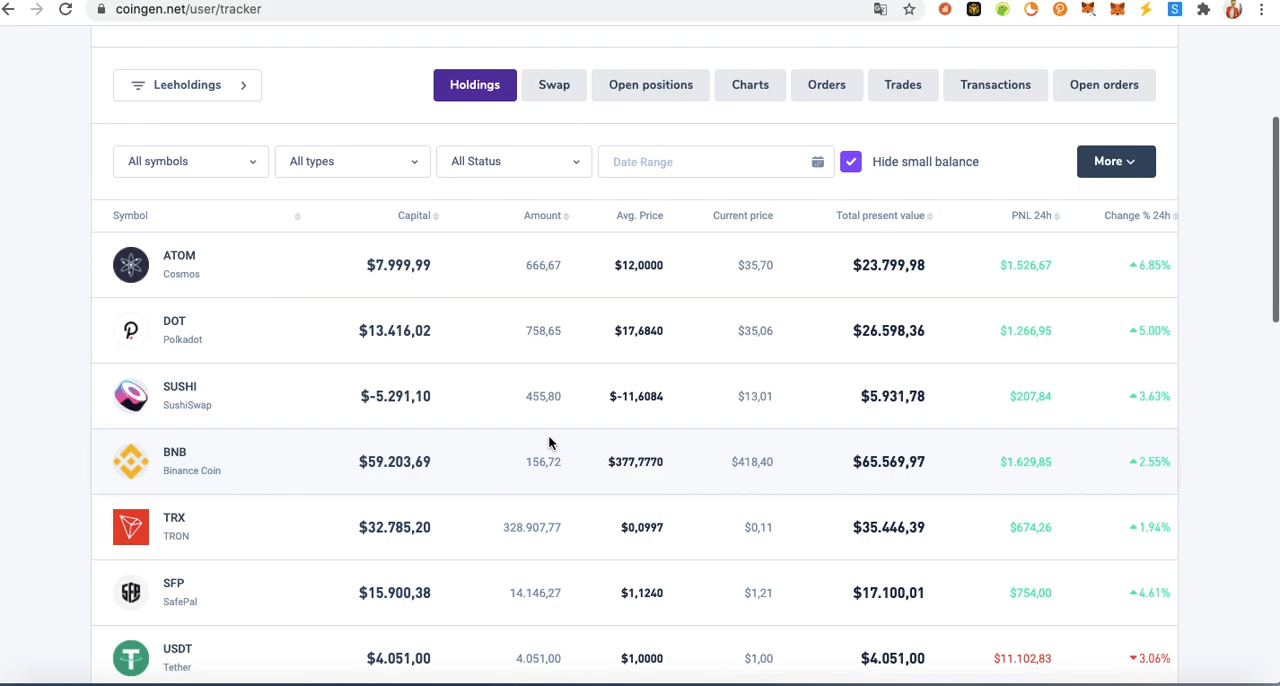 coingen.net/user/tracker
Leeholdings
Holdings Swap Open positions Charts Orders Trades Transactions Open orders
All symbols All types All Status Date Range Hide small balance More
Symbol Capital Amount Avg. Price Current price Total present value PNL 24h Change % 24h
ATOM
Cosmos
$7.999,99 666,67 $12,0000 $35,70 $23.799,98 $1.526,67 6.85%
DOT
Polkadot
$13.416,02 758,65 $17,6840 $35,06 $26.598,36 $1.266,95 5.00%
SUSHI
SushiSwap
$-5.291,10 455,80 $-11,6084 $13,01 $5.931,78 $207,84 3.63%
BNB
Binance Coin
$59.203,69 156,72 $377,7770 $418,40 $65.569,97 $1.629,85 2.55%
TRX
TRON
$32.785,20 328.907,77 $0,0997 $0,11 $35.446,39 $674,26 1.94%
SFP
SafePal
$15.900,38 14.146,27 $1,1240 $1,21 $17.100,01 $754,00 4.61%
USDT
Tether
$4.051,00 4.051,00 $1,0000 $1,00 $4.051,00 $11.102,83 3.06%